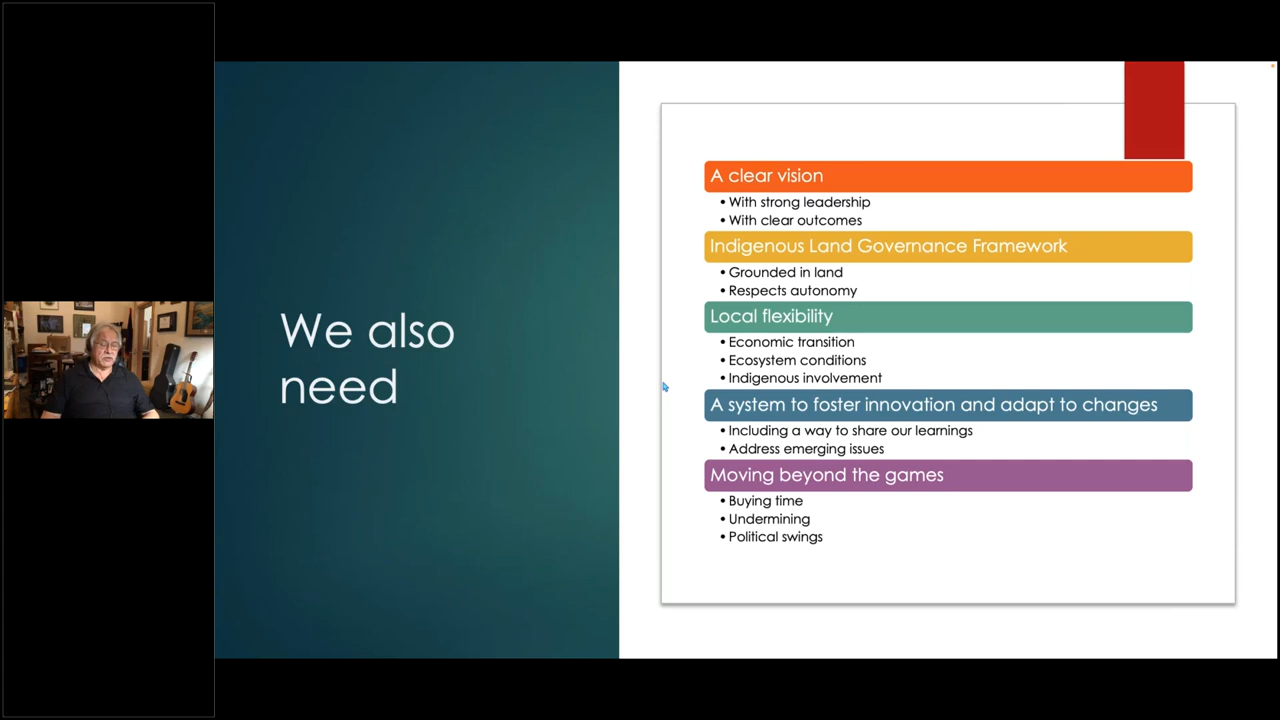 We also
need
A clear vision
• With strong leadership
• With clear outcomes
Indigenous Land Governance Framework
• Grounded in land
• Respects autonomy
Local flexibility
• Economic transition
• Ecosystem conditions
• Indigenous involvement
A system to foster innovation and adapt to changes
• Including a way to share our learnings
• Address emerging issues
Moving beyond the games
• Buying time
• Undermining
• Political swings